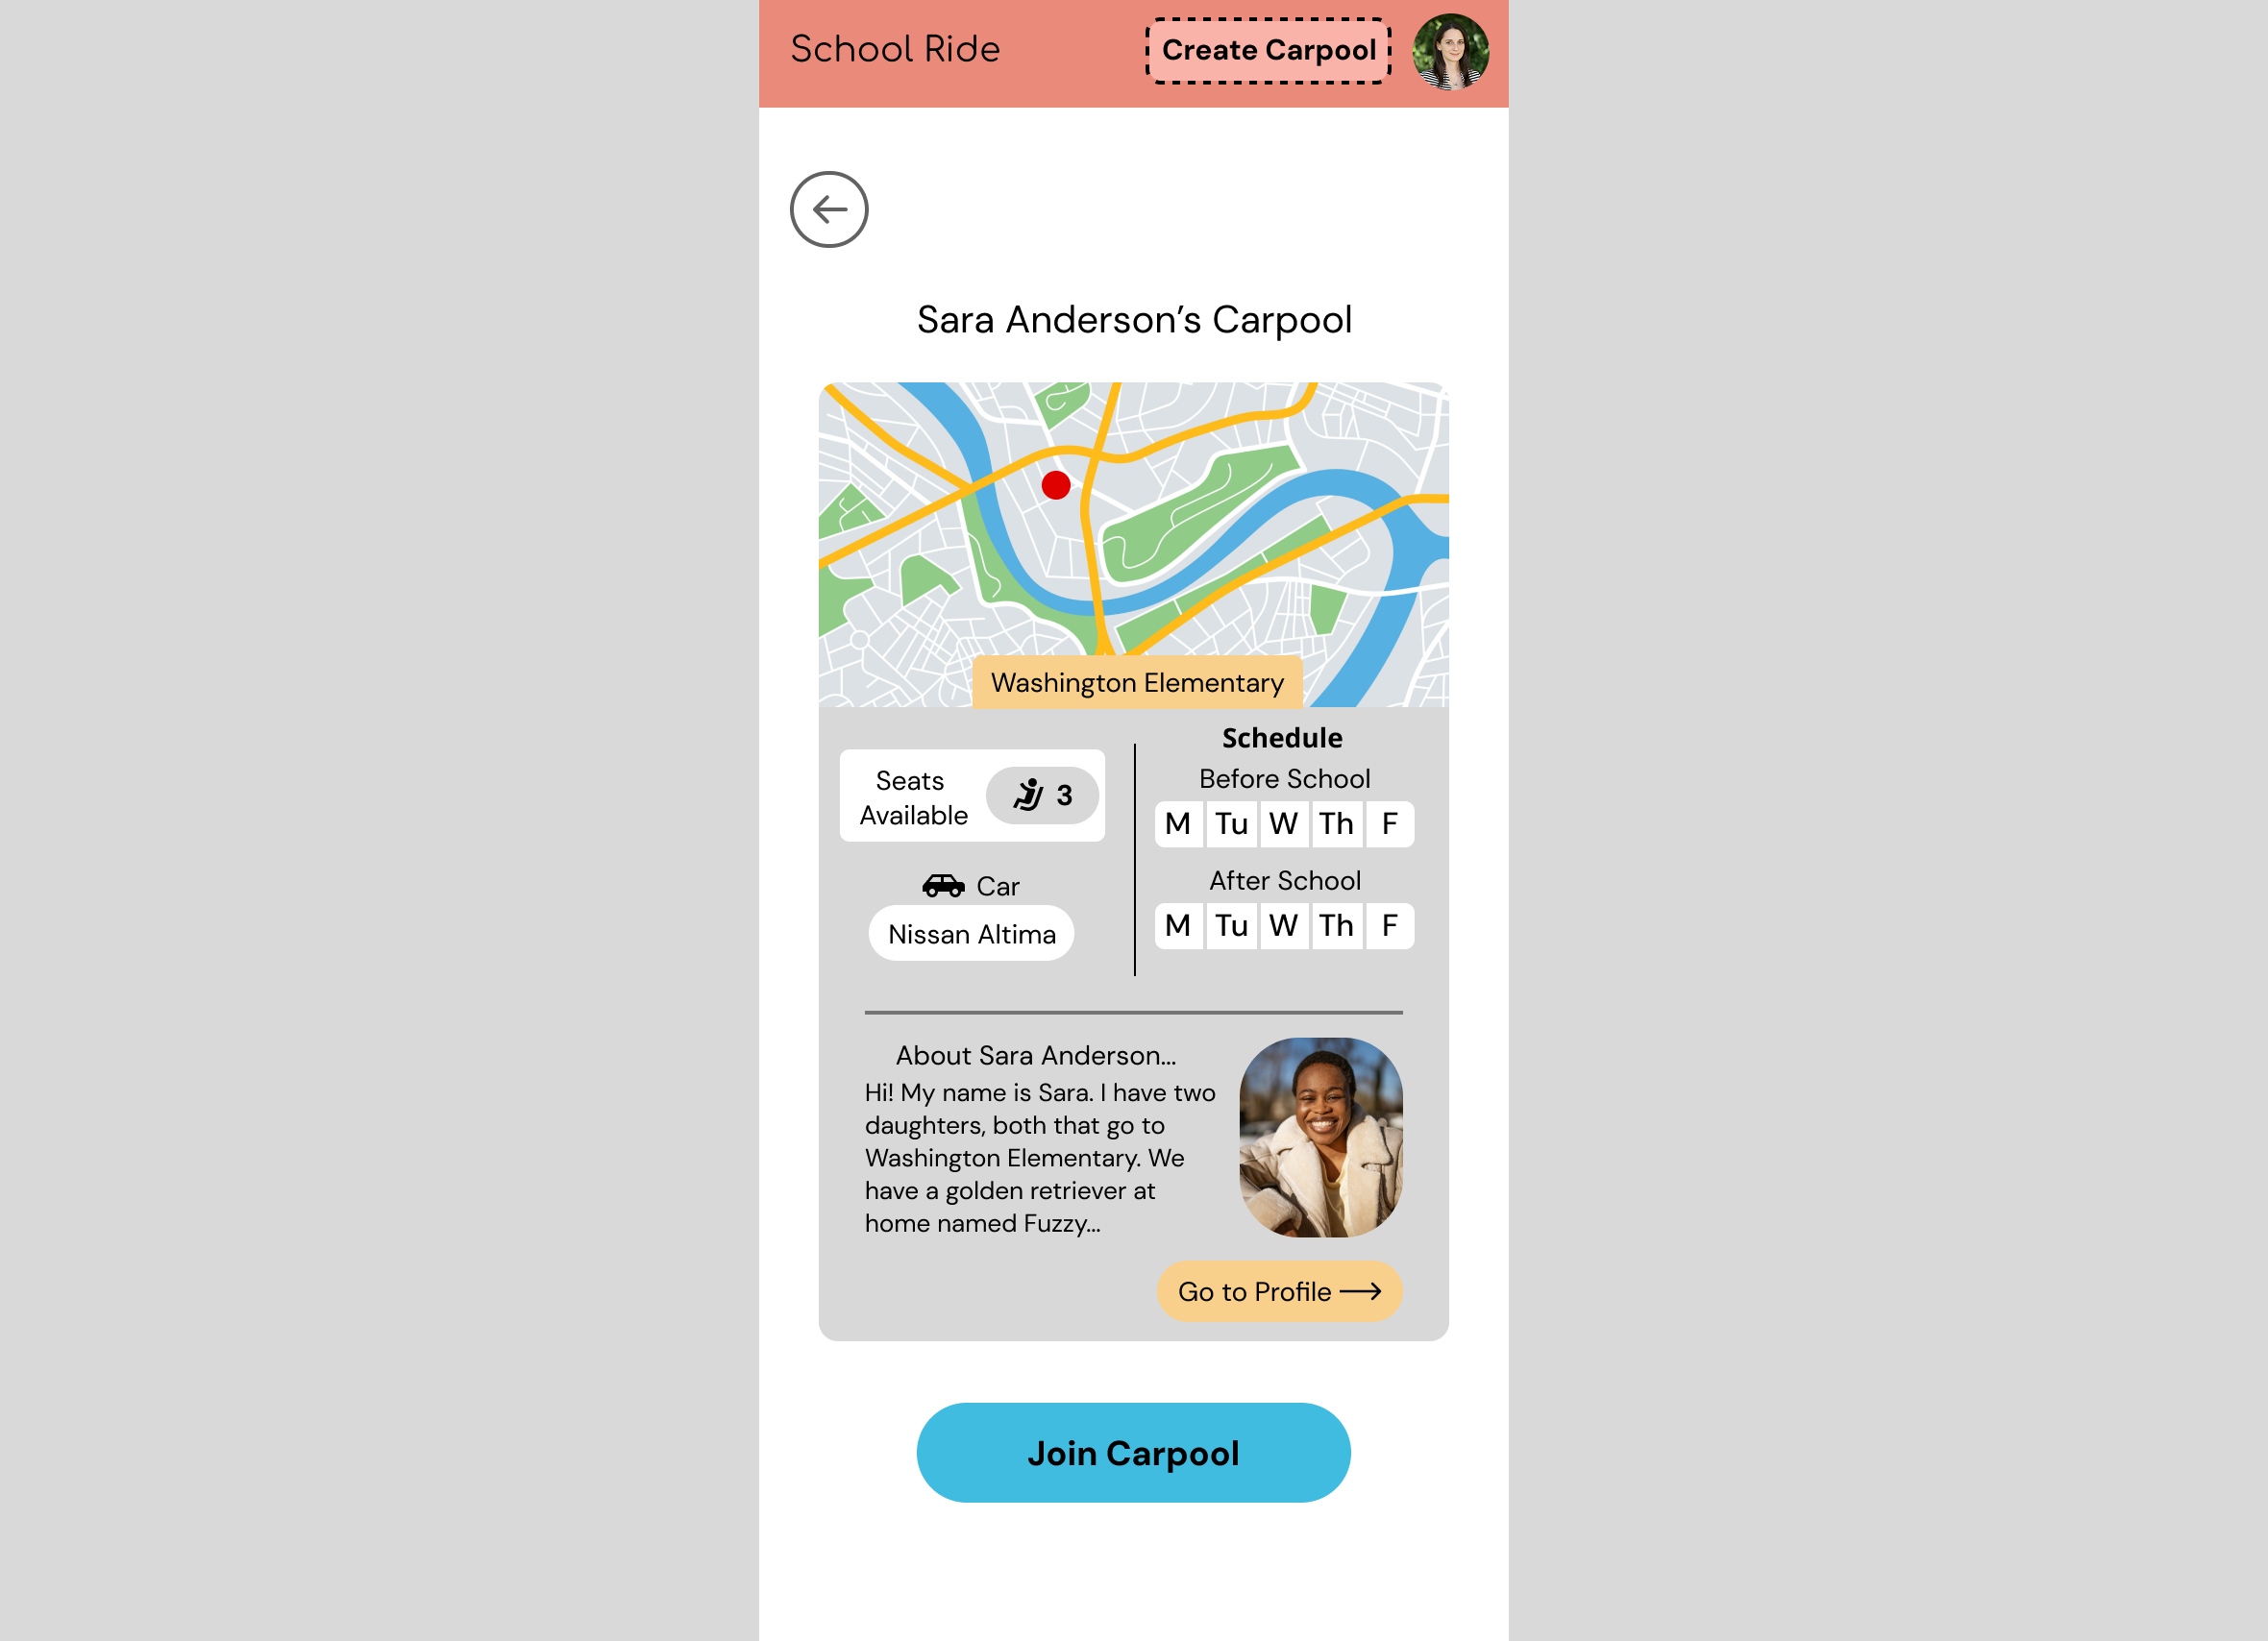 School Ride
Create Carpool
Sara Anderson’s Carpool
Washington Elementary
Seats
Available
3
Car
Nissan Altima
Schedule
Before School
M Tu W Th F
After School
M Tu W Th F
About Sara Anderson...
Hi! My name is Sara. I have two
daughters, both that go to
Washington Elementary. We
have a golden retriever at
home named Fuzzy...
Go to Profile
Join Carpool